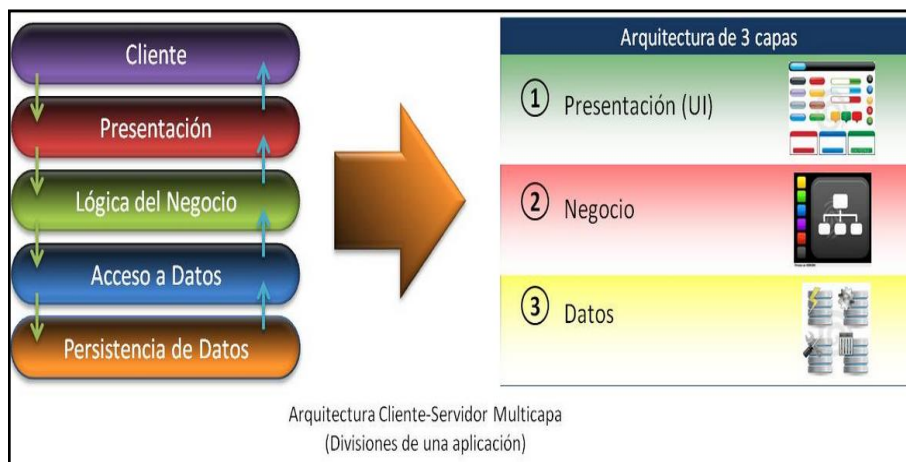 Cliente
Presentación
Lógica del Negocio
Acceso a Datos
Persistencia de Datos
Arquitectura de 3 capas
1 Presentación (UI)
2 Negocio
3 Datos
Arquitectura Cliente-Servidor Multicapa
(Divisiones de una aplicación)